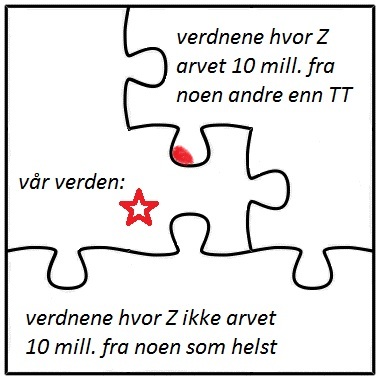 verdnene hvor Z
arvet 10 mill. fra
noen andre enn TT
vår verden:
verdnene hvor Z ikke arvet
10 mill. fra noen som helst